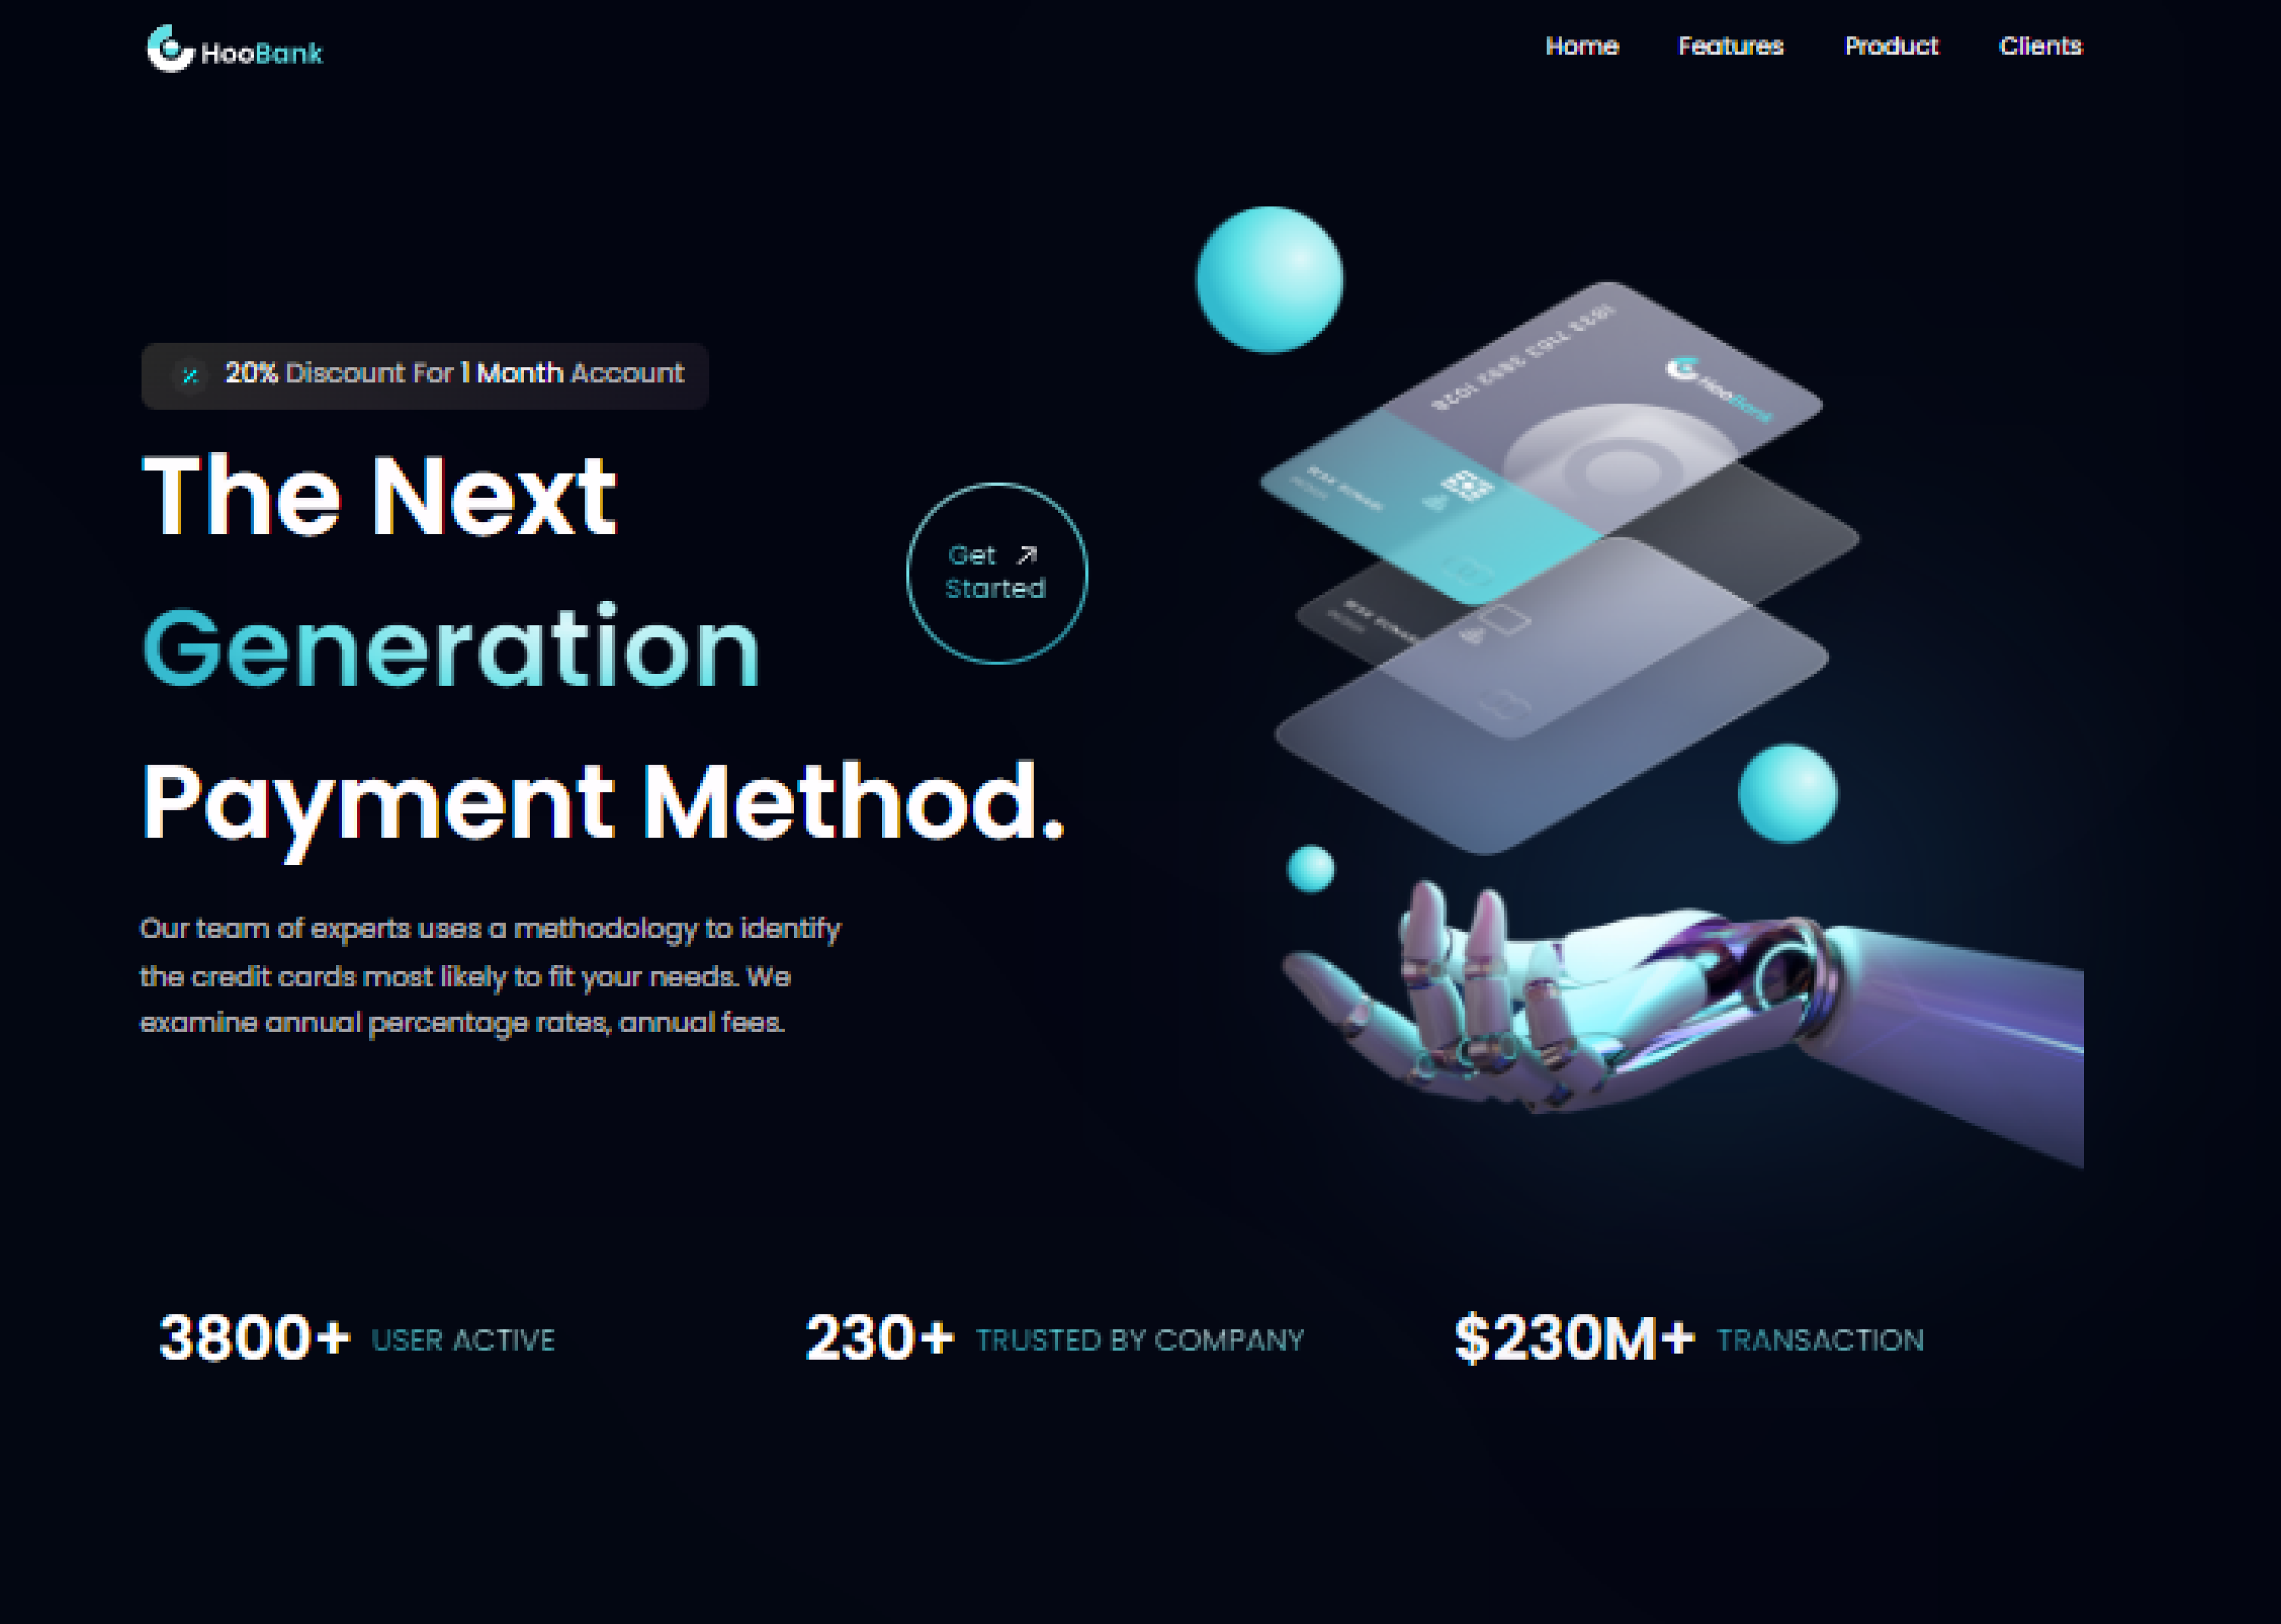 HooBank
Home
Features
Product
Clients
20% Discount For 1 Month Account
The Next
Generation
Payment Method.
Get
Started
Our team of experts uses a methodology to identify
the credit cards most likely to fit your needs. We
examine annual percentage rates, annual fees.
HooBank
3800+ USER ACTIVE
230+ TRUSTED BY COMPANY
$230M+ TRANSACTION